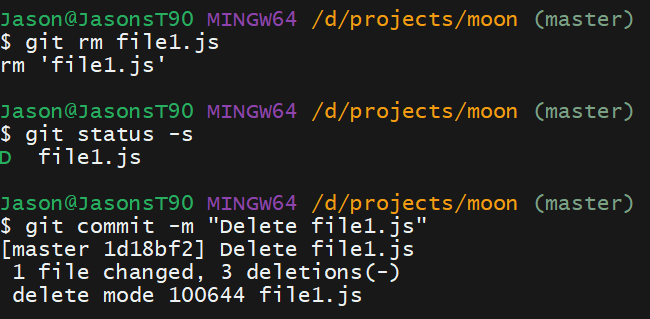 Jason@JasonsT90 MINGW64 /d/projects/moon (master)
$ git rm file1.js
rm 'file1.js'
Jason@JasonsT90 MINGW64 /d/projects/moon (master)
$ git status -s
D  file1.js
Jason@JasonsT90 MINGW64 /d/projects/moon (master)
$ git commit -m "Delete file1.js"
[master 1d18bf2] Delete file1.js
 1 file changed, 3 deletions(-)
 delete mode 100644 file1.js